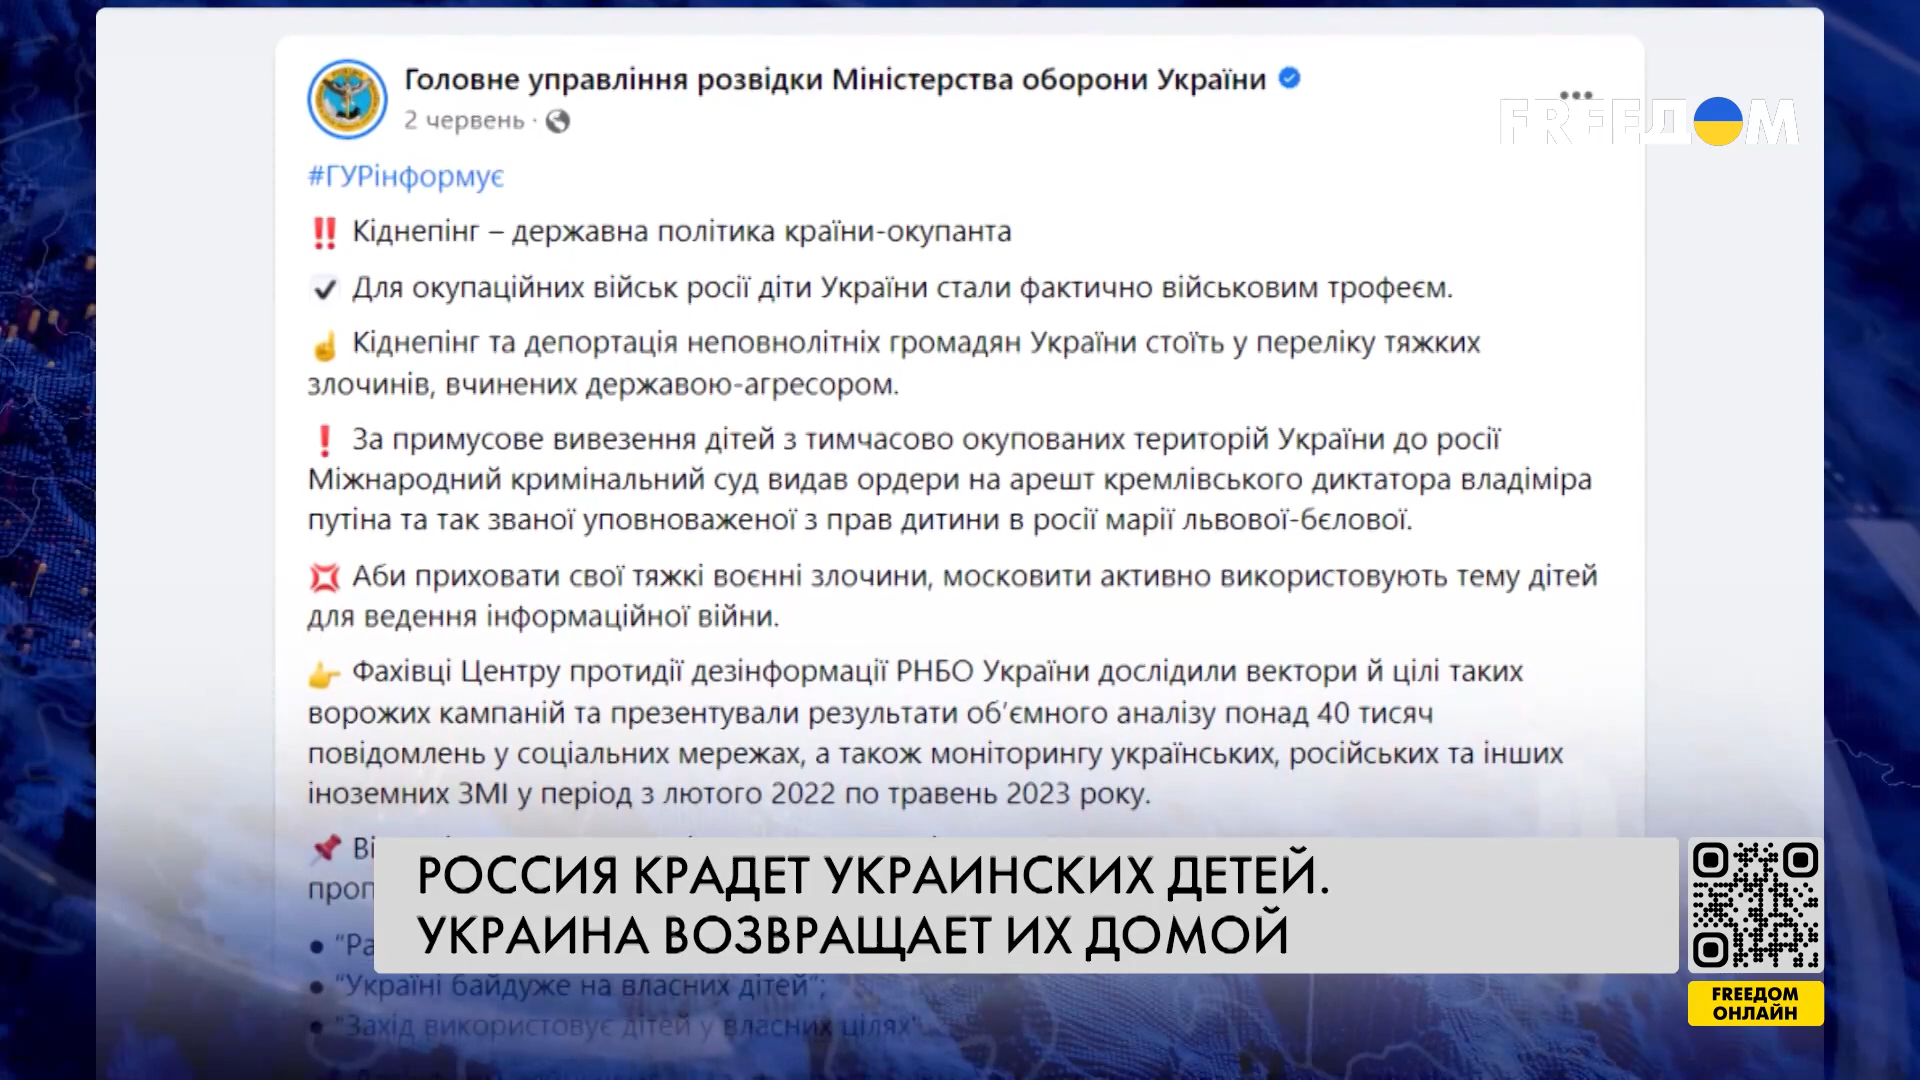 Головне управління розвідки Міністерства оборони України
2 червень ·
FREEДOM
#ГУРінформує
‼ Кіднепінг – державна політика країни-окупанта
✔ Для окупаційних військ росії діти України стали фактично військовим трофеєм.
☝ Кіднепінг та депортація неповнолітніх громадян України стоїть у переліку тяжких
злочинів, вчинених державою-агресором.
❗ За примусове вивезення дітей з тимчасово окупованих територій України до росії
Міжнародний кримінальний суд видав ордери на арешт кремлівського диктатора владіміра
путіна та так званої уповноваженої з прав дитини в росії марії львової-бєлової.
💢 Аби приховати свої тяжкі воєнні злочини, московити активно використовують тему дітей
для ведення інформаційної війни.
👉 Фахівці Центру протидії дезінформації РНБО України дослідили вектори й цілі таких
ворожих кампаній та презентували результати об’ємного аналізу понад 40 тисяч
повідомлень у соціальних мережах, а також моніторингу українських, російських та інших
іноземних ЗМІ у період з лютого 2022 по травень 2023 року.
РОССИЯ КРАДЕТ УКРАИНСКИХ ДЕТЕЙ.
УКРАИНА ВОЗВРАЩАЕТ ИХ ДОМОЙ
• “Україні байдуже на власних дітей”;
• “Захід використовує дітей у власних цілях”
FREEДOM
ОНЛАЙН